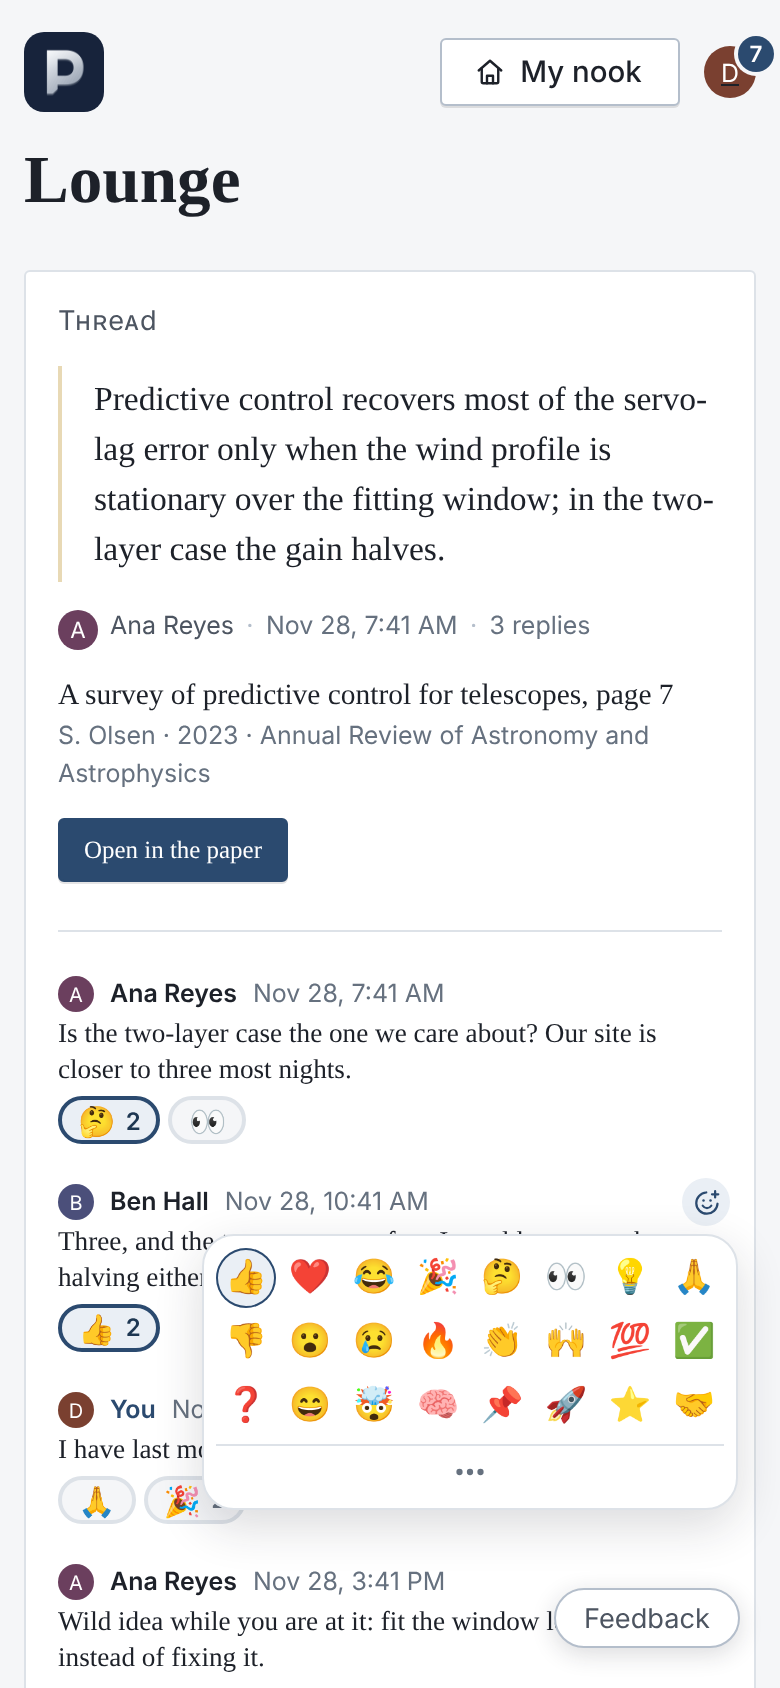 P
My nook
D
7
Lounge
Thread
Predictive control recovers most of the servo-
lag error only when the wind profile is
stationary over the fitting window; in the two-
layer case the gain halves.
A Ana Reyes · Nov 28, 7:41 AM · 3 replies
A survey of predictive control for telescopes, page 7
S. Olsen · 2023 · Annual Review of Astronomy and
Astrophysics
Open in the paper
A Ana Reyes Nov 28, 7:41 AM
Is the two-layer case the one we care about? Our site is
closer to three most nights.
🤔 2 👀
B Ben Hall Nov 28, 10:41 AM
Three, and the
halving
👍 2
D You
I have last
🙏 🎉
A Ana Reyes Nov 28, 3:41 PM
Wild idea while you are at it: fit the window
instead of fixing it.
Feedback